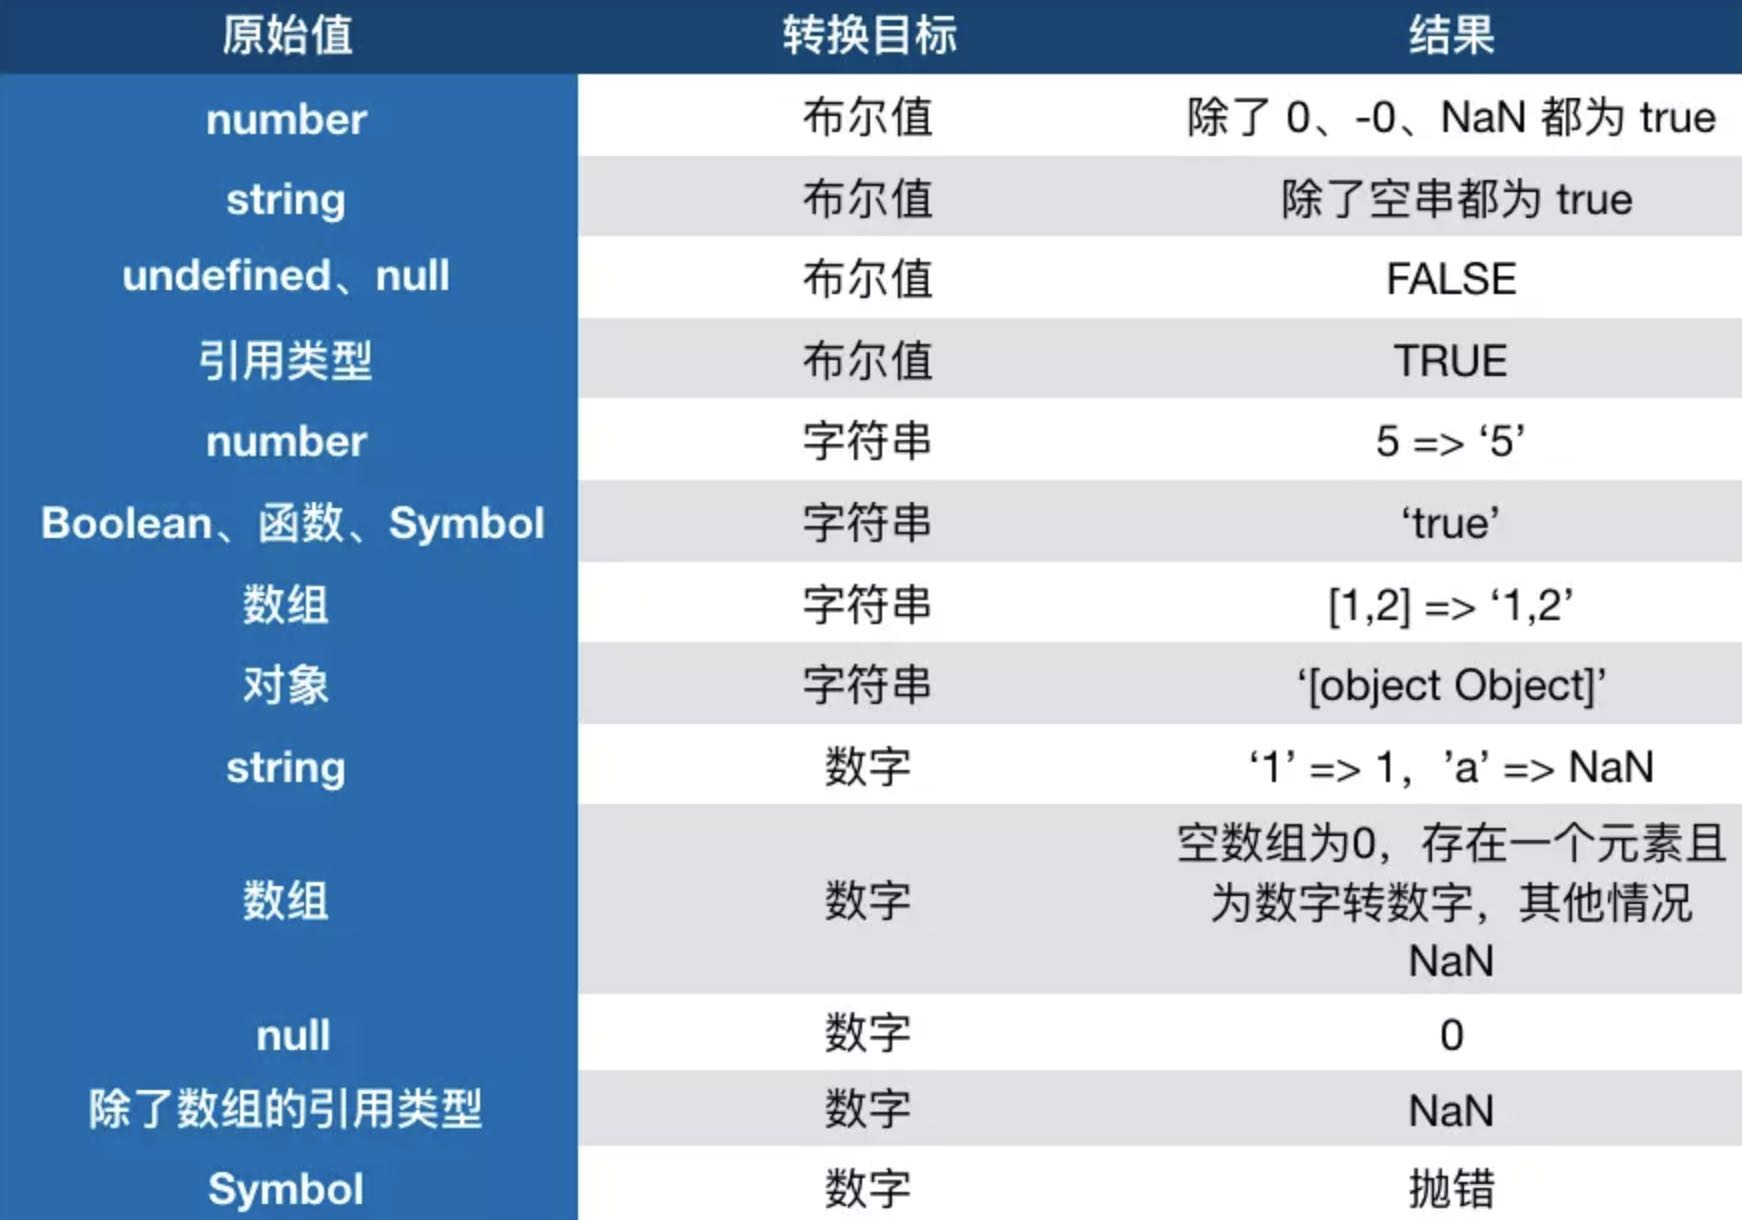 原始值 转换目标 结果
number 布尔值 除了 0、-0、NaN 都为 true
string 布尔值 除了空串都为 true
undefined、null 布尔值 FALSE
引用类型 布尔值 TRUE
number 字符串 5 => ‘5’
Boolean、函数、Symbol 字符串 ‘true’
数组 字符串 [1,2] => ‘1,2’
对象 字符串 ‘[object Object]’
string 数字 ‘1’ => 1，’a’ => NaN
数组 数字 空数组为0，存在一个元素且
为数字转数字，其他情况
NaN
null 数字 0
除了数组的引用类型 数字 NaN
Symbol 数字 抛错